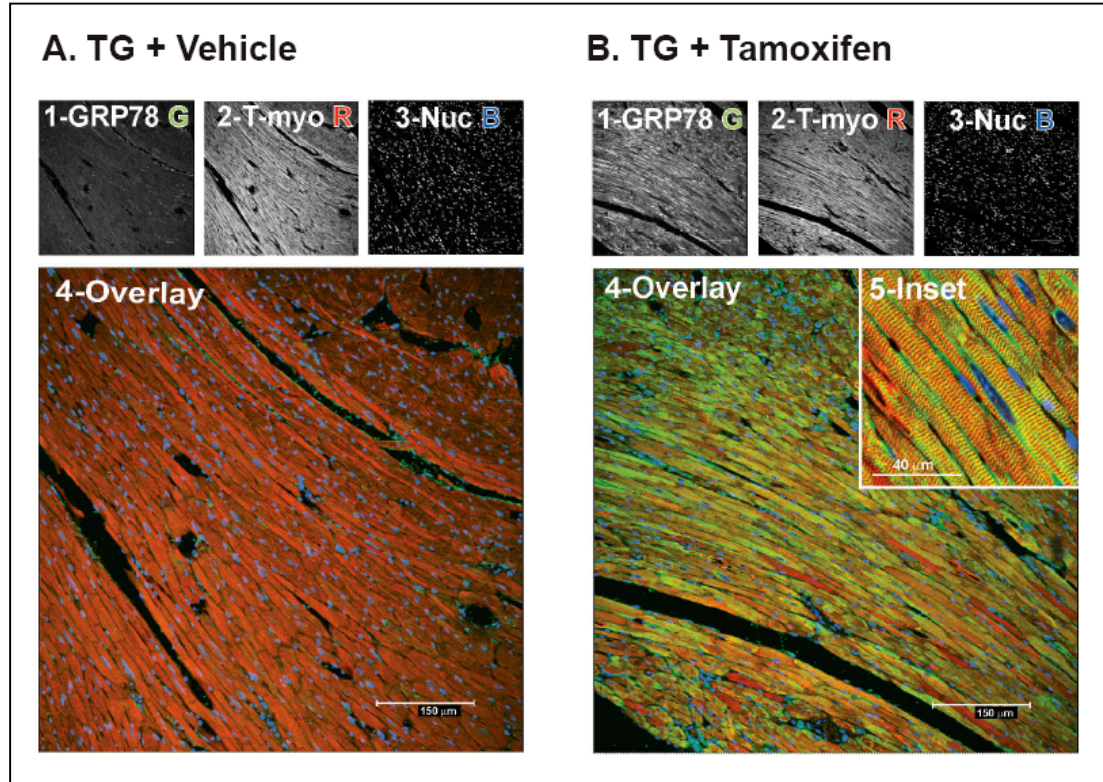 A. TG + Vehicle
1-GRP78 G
2-T-myo R
3-Nuc B
4-Overlay
150 µm
B. TG + Tamoxifen
1-GRP78 G
2-T-myo R
3-Nuc B
4-Overlay
5-Inset
40 µm
150 µm